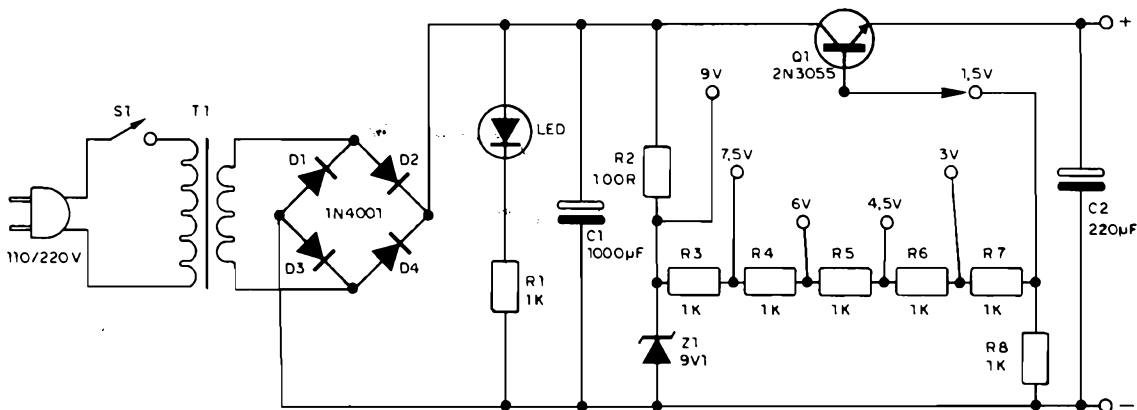 Q1
2N3055
+
9V
1,5V
S1
T1
LED
D1
D2
R2
100R
7,5V
3V
1N4001
6V
4,5V
C2
220µF
110/220V
D3
D4
C1
1000µF
R3
R4
R5
R6
R7
R1
1K
1K
1K
1K
1K
1K
Z1
9V1
R8
1K
−